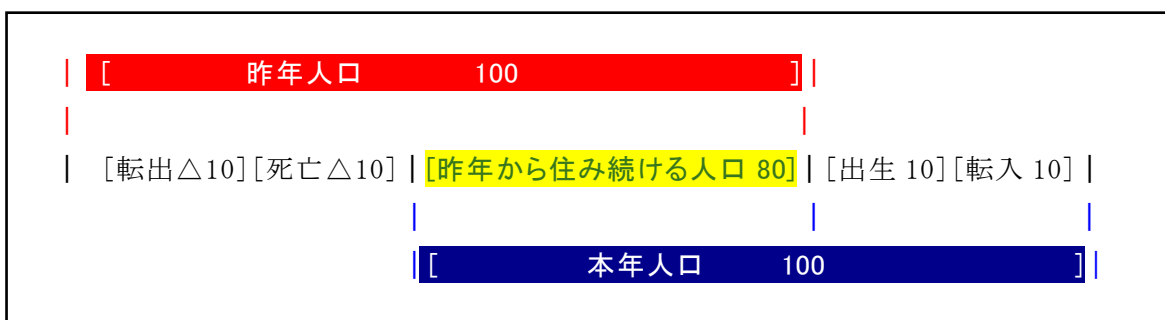 | [ 昨年人口 100 ] |
| |
| [転出△10][死亡△10] | [昨年から住み続ける人口 80] | [出生 10][転入 10] |
| | |
| [ 本年人口 100 ] |